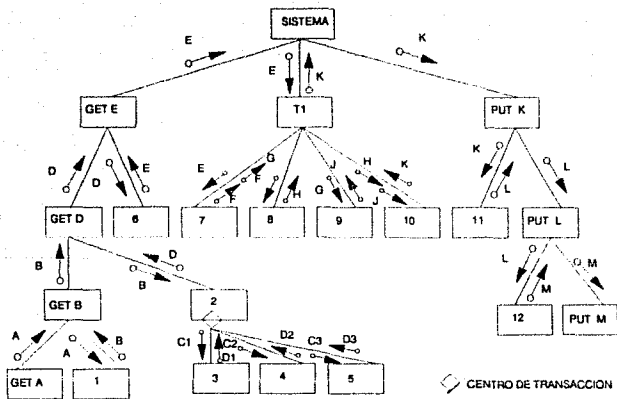 SISTEMA
E
E
K
K
GET E
T1
PUT K
D
D
E
E
F
G
F
H
G
J
H
J
K
K
L
L
GET D
6
7
8
9
10
11
PUT L
B
B
D
L
M
M
GET B
2
12
PUT M
A
A
B
C1
C2
D1
D2
C3
D3
GET A
1
3
4
5
CENTRO DE TRANSACCION